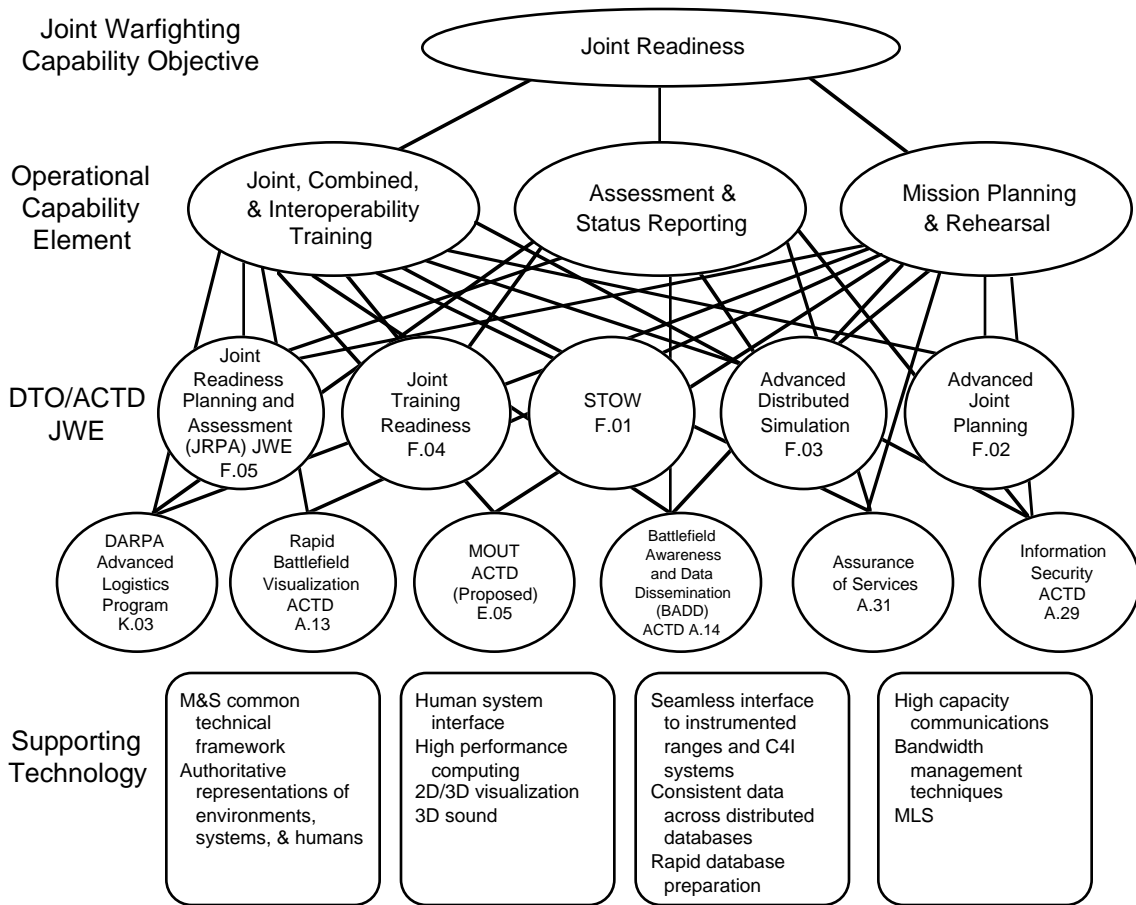 Joint Warfighting
Capability Objective
Joint Readiness
Operational
Capability
Element
Joint, Combined,
& Interoperability
Training
Assessment &
Status Reporting
Mission Planning
& Rehearsal
DTO/ACTD
JWE
Joint
Readiness
Planning and
Assessment
(JRPA) JWE
F.05
Joint
Training
Readiness
F.04
STOW
F.01
Advanced
Distributed
Simulation
F.03
Advanced
Joint
Planning
F.02
DARPA
Advanced
Logistics
Program
K.03
Rapid
Battlefield
Visualization
ACTD
A.13
MOUT
ACTD
(Proposed)
E.05
Battlefield
Awareness
and Data
Dissemination
(BADD)
ACTD A.14
Assurance
of Services
A.31
Information
Security
ACTD
A.29
Supporting
Technology
M&S common
technical
framework
Authoritative
representations of
environments,
systems, & humans
Human system
interface
High performance
computing
2D/3D visualization
3D sound
Seamless interface
to instrumented
ranges and C4I
systems
Consistent data
across distributed
databases
Rapid database
preparation
High capacity
communications
Bandwidth
management
techniques
MLS